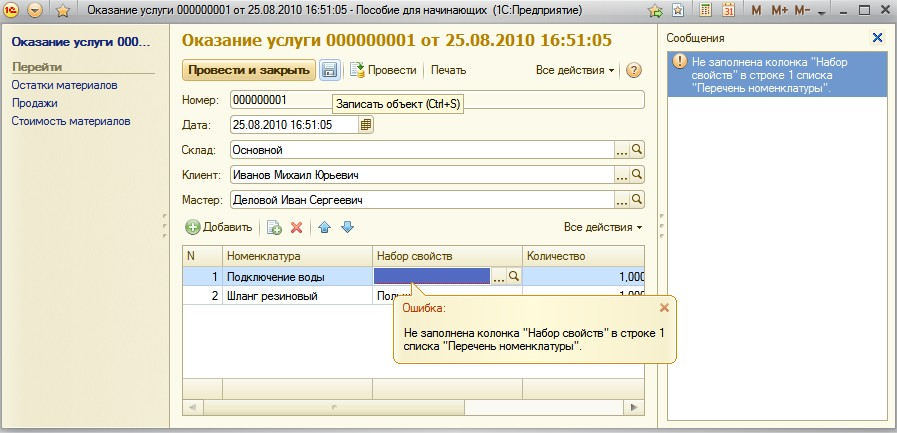 Оказание услуги 000000001 от 25.08.2010 16:51:05 - Пособие для начинающих (1С:Предприятие)
M M+ M-
Оказание услуги 000...
Перейти
Остатки материалов
Продажи
Стоимость материалов
Оказание услуги 000000001 от 25.08.2010 16:51:05
Провести и закрыть Провести Печать Все действия
Записать объект (Ctrl+S)
Номер: 000000001
Дата: 25.08.2010 16:51:05
Склад: Основной
Клиент: Иванов Михаил Юрьевич
Мастер: Деловой Иван Сергеевич
Добавить Все действия
N Номенклатура Набор свойств Количество
1 Подключение воды 1,000
2 Шланг резиновый 1,000
Ошибка:
Не заполнена колонка "Набор свойств" в строке 1
списка "Перечень номенклатуры".
Сообщения
Не заполнена колонка "Набор
свойств" в строке 1 списка
"Перечень номенклатуры".